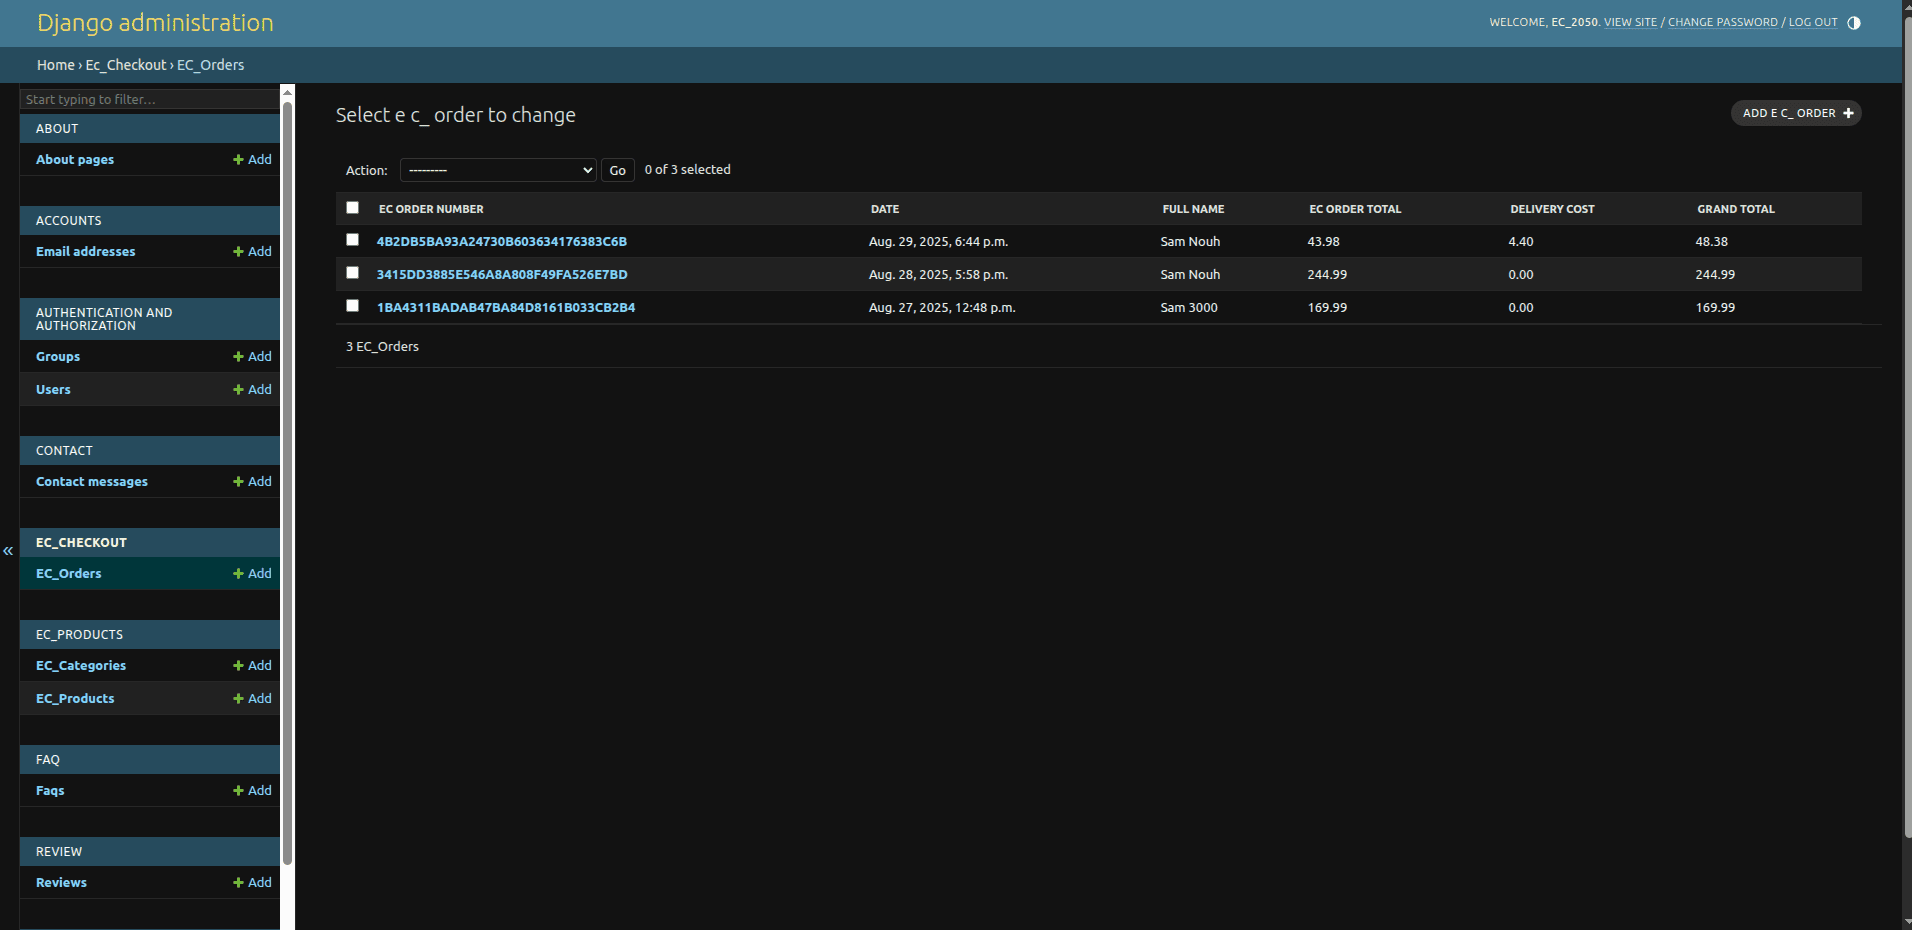 Django administration
WELCOME, EC_2050. VIEW SITE / CHANGE PASSWORD / LOG OUT
Home › Ec_Checkout › EC_Orders
Start typing to filter...
ABOUT
About pages + Add
ACCOUNTS
Email addresses + Add
AUTHENTICATION AND
AUTHORIZATION
Groups + Add
Users + Add
CONTACT
Contact messages + Add
EC_CHECKOUT
EC_Orders + Add
EC_PRODUCTS
EC_Categories + Add
EC_Products + Add
FAQ
Faqs + Add
REVIEW
Reviews + Add
«
Select e c_ order to change
ADD E C_ ORDER +
Action: --------- Go 0 of 3 selected
EC ORDER NUMBER DATE FULL NAME EC ORDER TOTAL DELIVERY COST GRAND TOTAL
4B2DB5BA93A24730B603634176383C6B Aug. 29, 2025, 6:44 p.m. Sam Nouh 43.98 4.40 48.38
3415DD3885E546A8A808F49FA526E7BD Aug. 28, 2025, 5:58 p.m. Sam Nouh 244.99 0.00 244.99
1BA4311BADAB47BA84D8161B033CB2B4 Aug. 27, 2025, 12:48 p.m. Sam 3000 169.99 0.00 169.99
3 EC_Orders